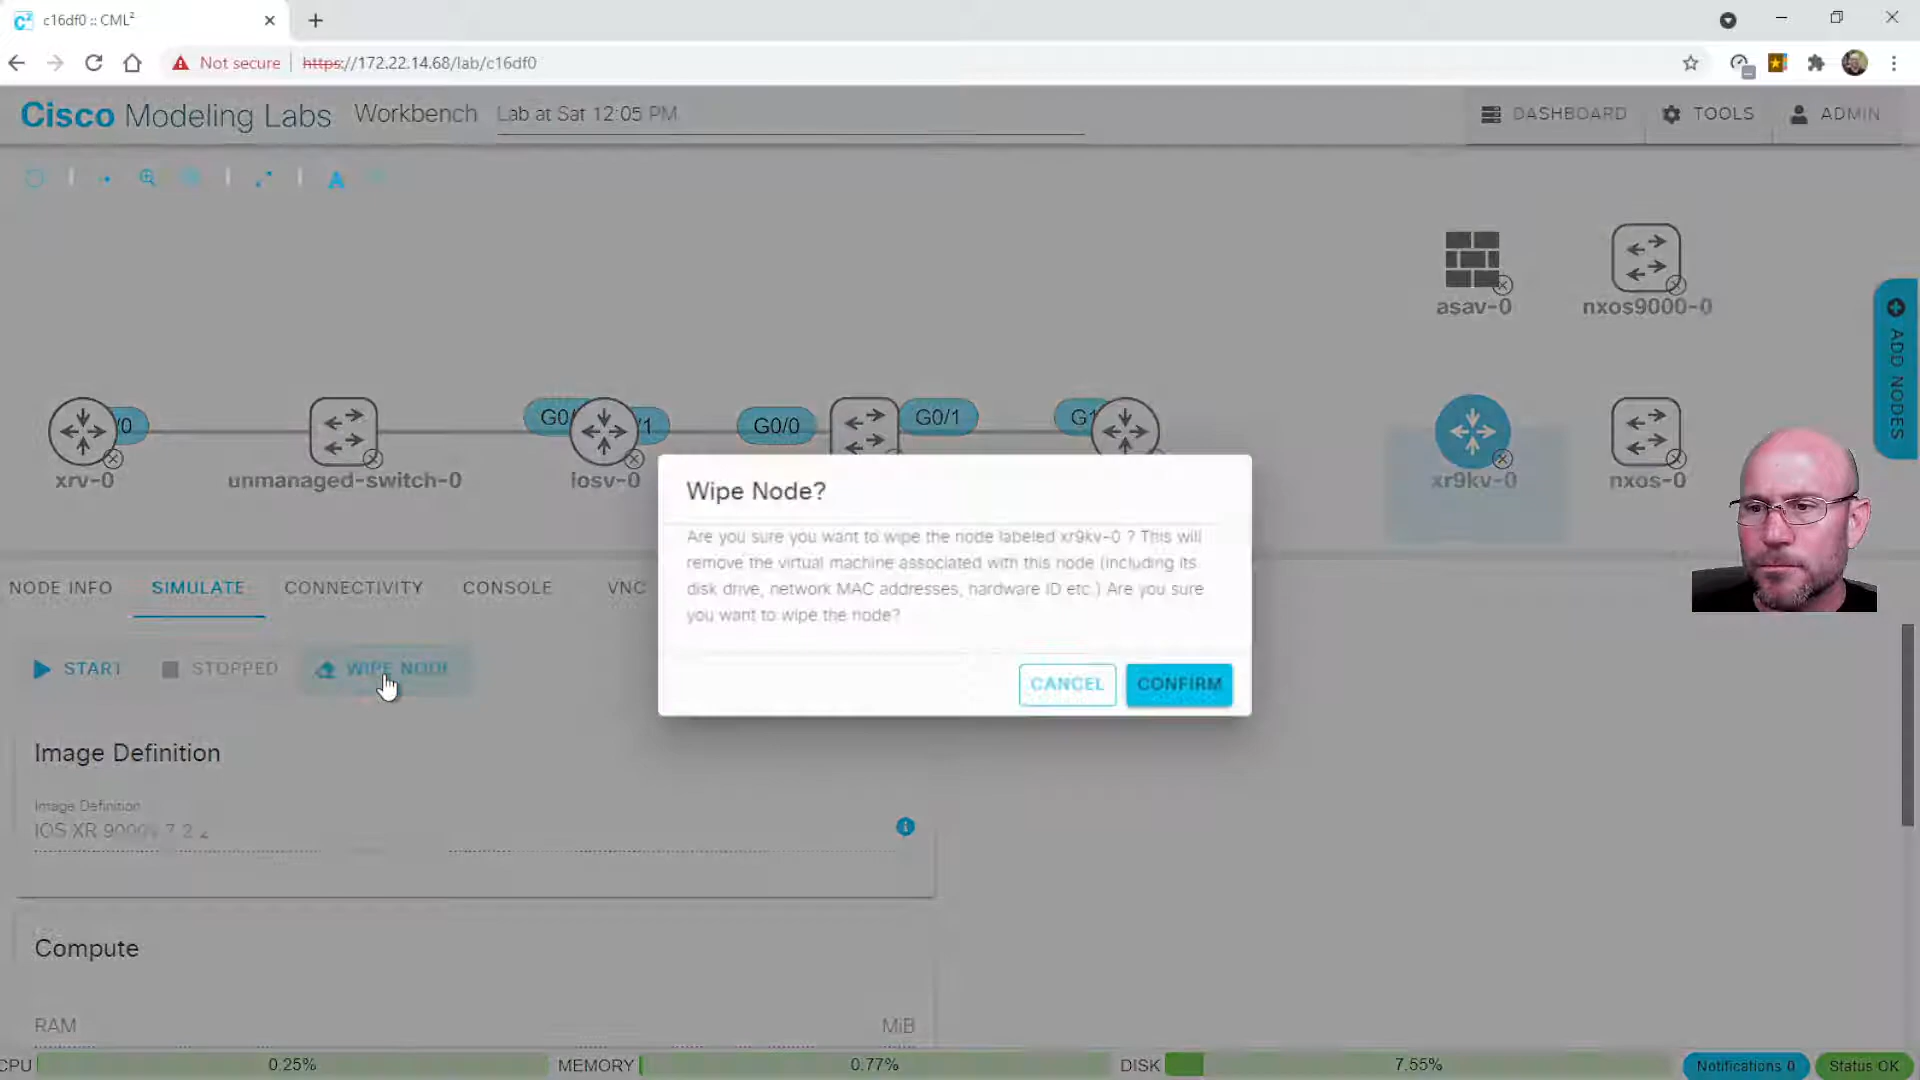 c16df0 :: CML²
Not secure https://172.22.14.68/lab/c16df0
Cisco Modeling Labs Workbench Lab at Sat 12:05 PM DASHBOARD TOOLS ADMIN
A
asav-0 nxos9000-0
ADD NODES
/0 G0/ /1 G0/0 G0/1 G1
xrv-0 unmanaged-switch-0 iosv-0 xr9kv-0 nxos-0
Wipe Node?
Are you sure you want to wipe the node labeled xr9kv-0 ? This will
remove the virtual machine associated with this node (including its
disk drive, network MAC addresses, hardware ID etc.) Are you sure
you want to wipe the node?
CANCEL CONFIRM
NODE INFO SIMULATE CONNECTIVITY CONSOLE VNC
START STOPPED WIPE NODE
Image Definition
Image Definition
IOS XR 9000v 7.2.2
Compute
RAM MiB
CPU 0.25% MEMORY 0.77% DISK 7.55% Notifications 0 Status OK